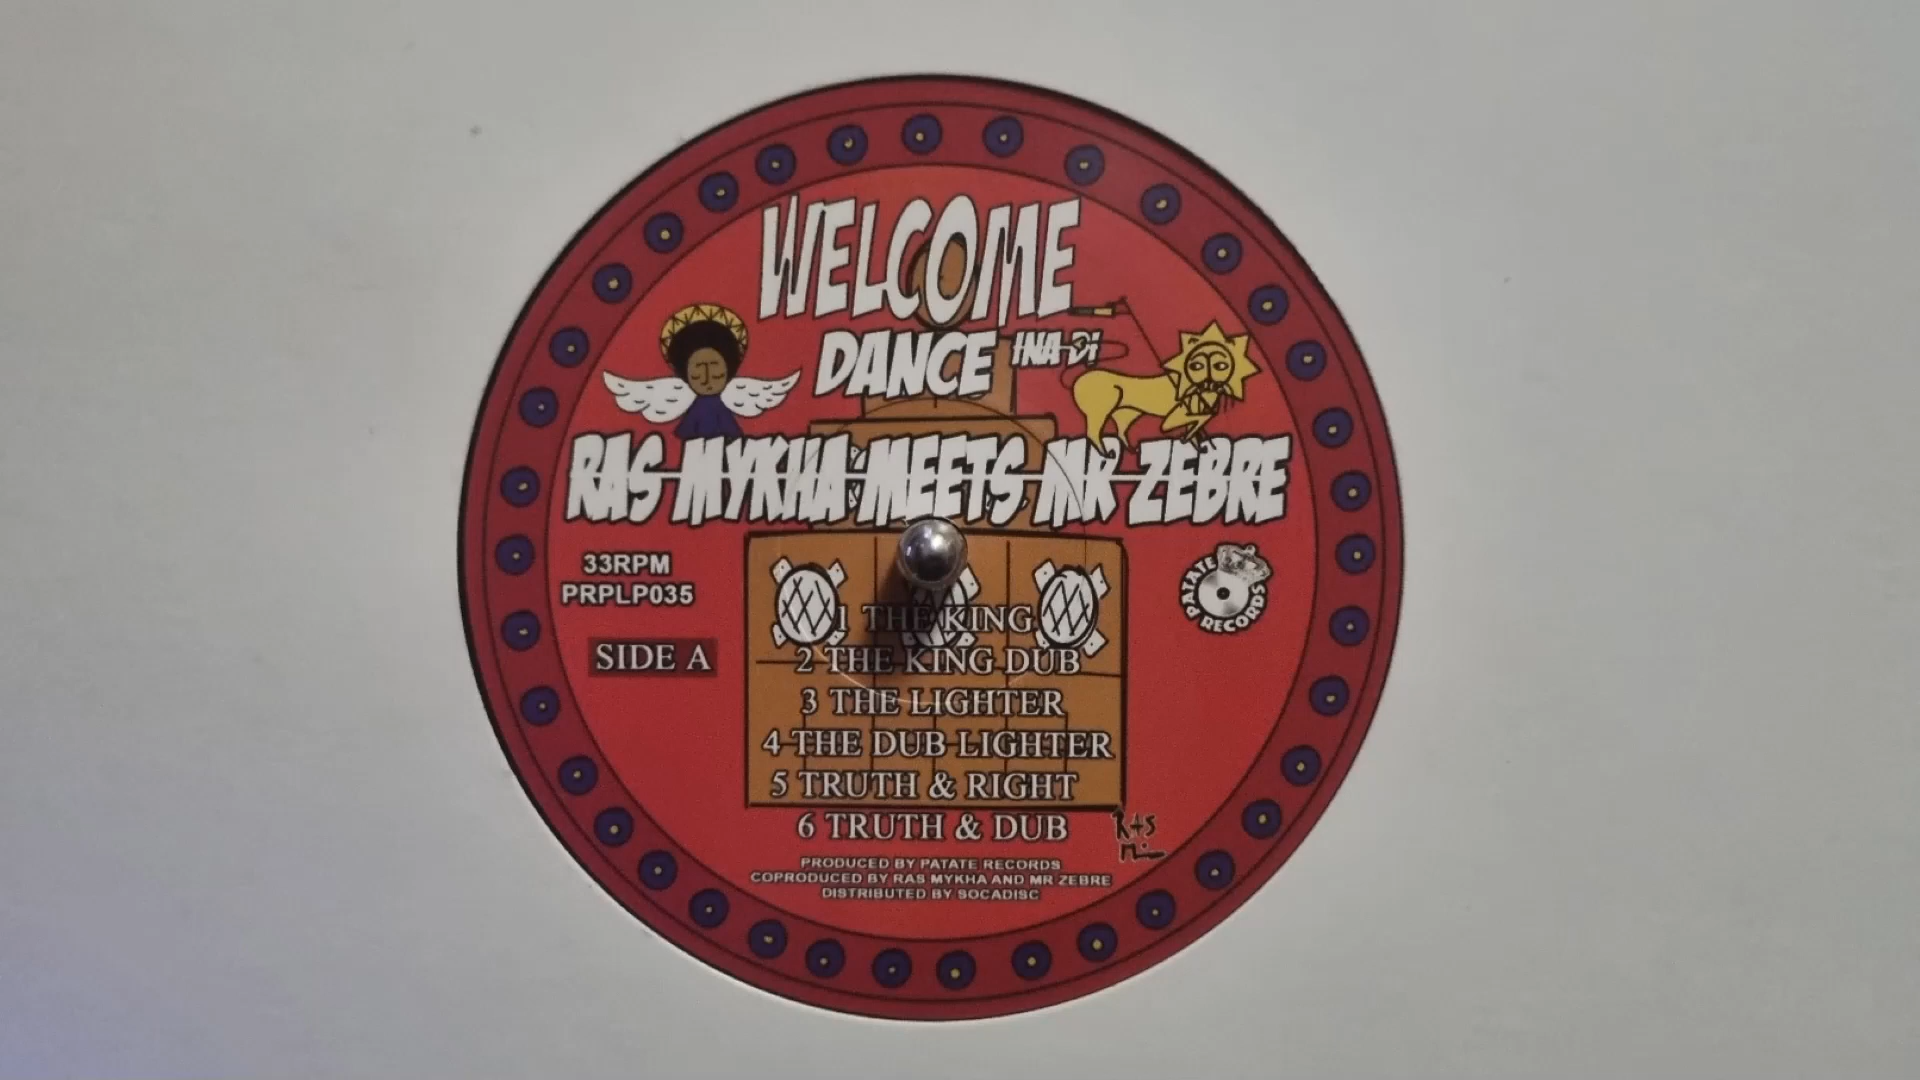 WELCOME
DANCE INA DI
RAS MYKHA MEETS MR ZEBRE
33RPM
PRPLP035
SIDE A
PATATE RECORDS
1 THE KING
2 THE KING DUB
3 THE LIGHTER
4 THE DUB LIGHTER
5 TRUTH & RIGHT
6 TRUTH & DUB
PRODUCED BY PATATE RECORDS
COPRODUCED BY RAS MYKHA AND MR ZEBRE
DISTRIBUTED BY SOCADISC